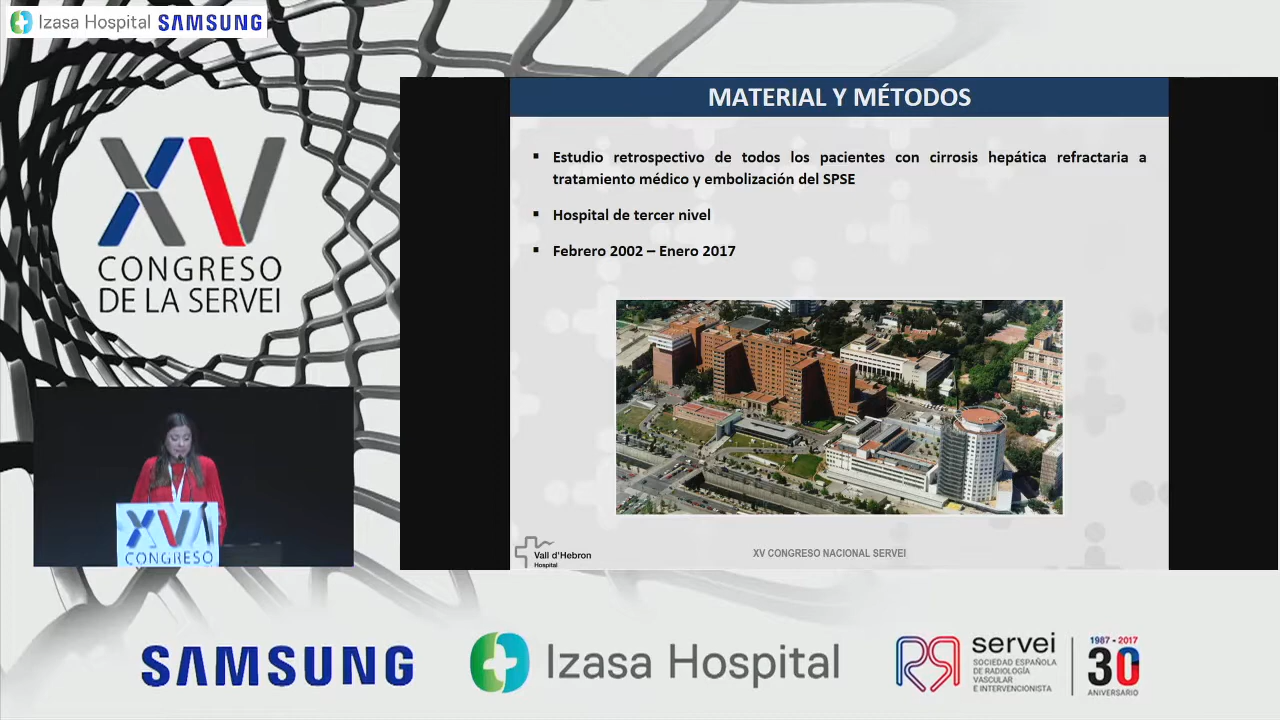 Izasa Hospital SAMSUNG
XV
CONGRESO
DE LA SERVEI
MATERIAL Y MÉTODOS
Estudio retrospectivo de todos los pacientes con cirrosis hepática refractaria a
tratamiento médico y embolización del SPSE
Hospital de tercer nivel
Febrero 2002 – Enero 2017
Vall d'Hebron
Hospital
XV CONGRESO NACIONAL SERVEI
XV
CONGRESO
SAMSUNG
Izasa Hospital
servei
SOCIEDAD ESPAÑOLA
DE RADIOLOGÍA
VASCULAR
E INTERVENCIONISTA
1987 • 2017
30
ANIVERSARIO